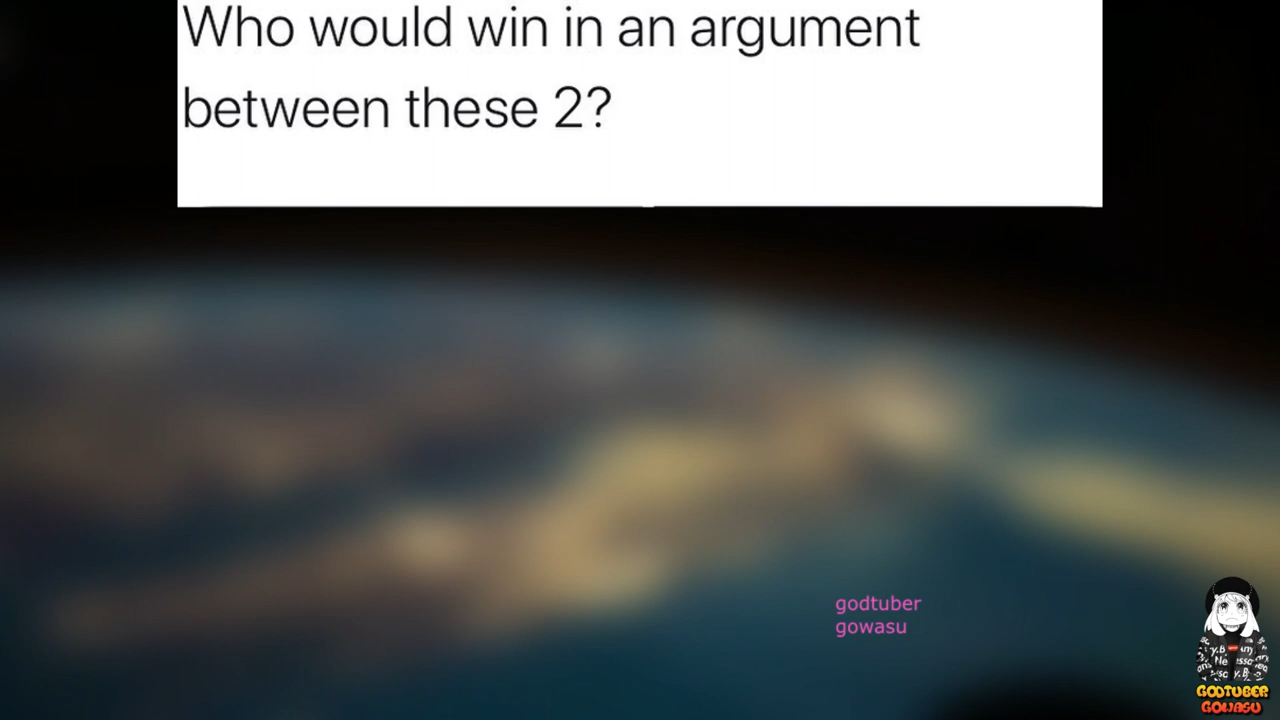 Who would win in an argument
between these 2?
godtuber
gowasu
GODTUBER
GOWASU